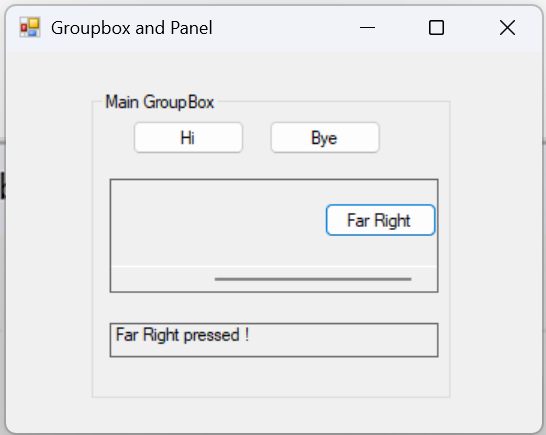 Groupbox and Panel
Main GroupBox
Hi Bye
Far Right
Far Right pressed !